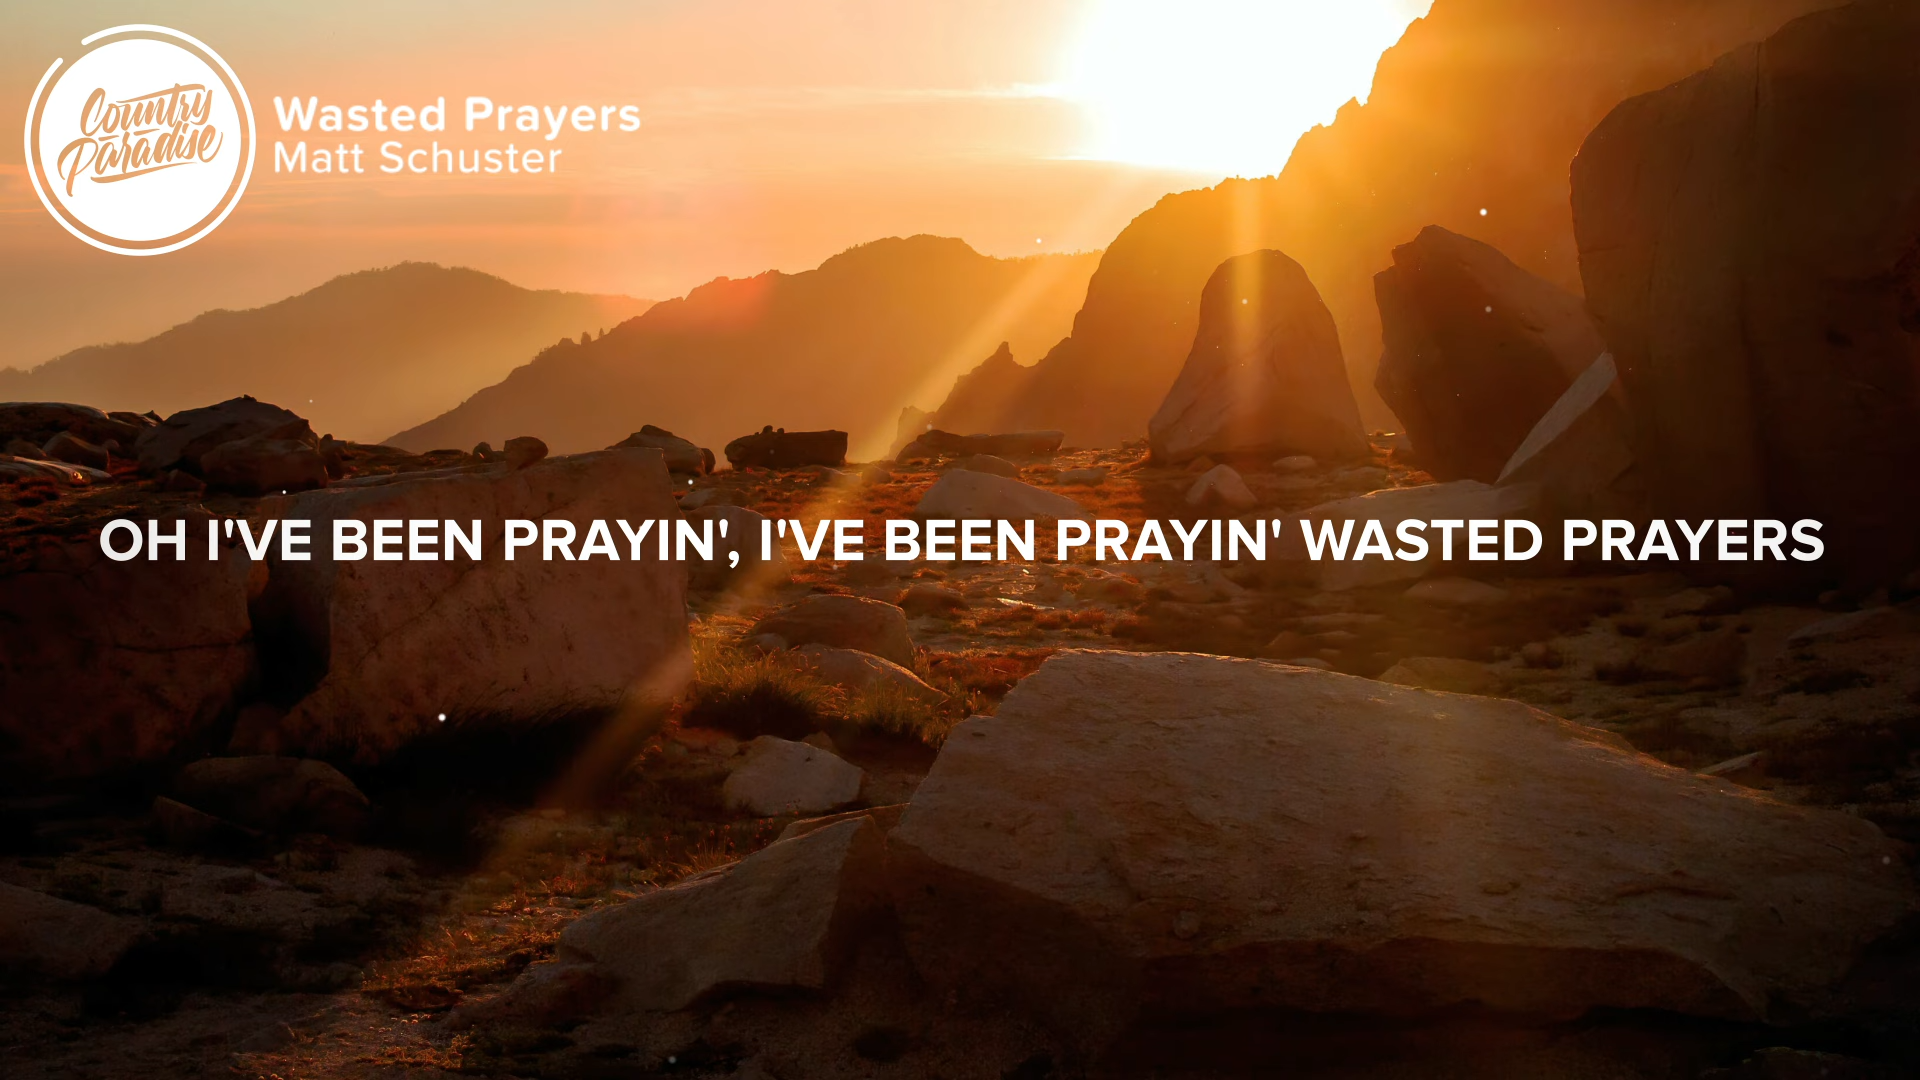 Country
Paradise
Wasted Prayers
Matt Schuster
OH I'VE BEEN PRAYIN', I'VE BEEN PRAYIN' WASTED PRAYERS